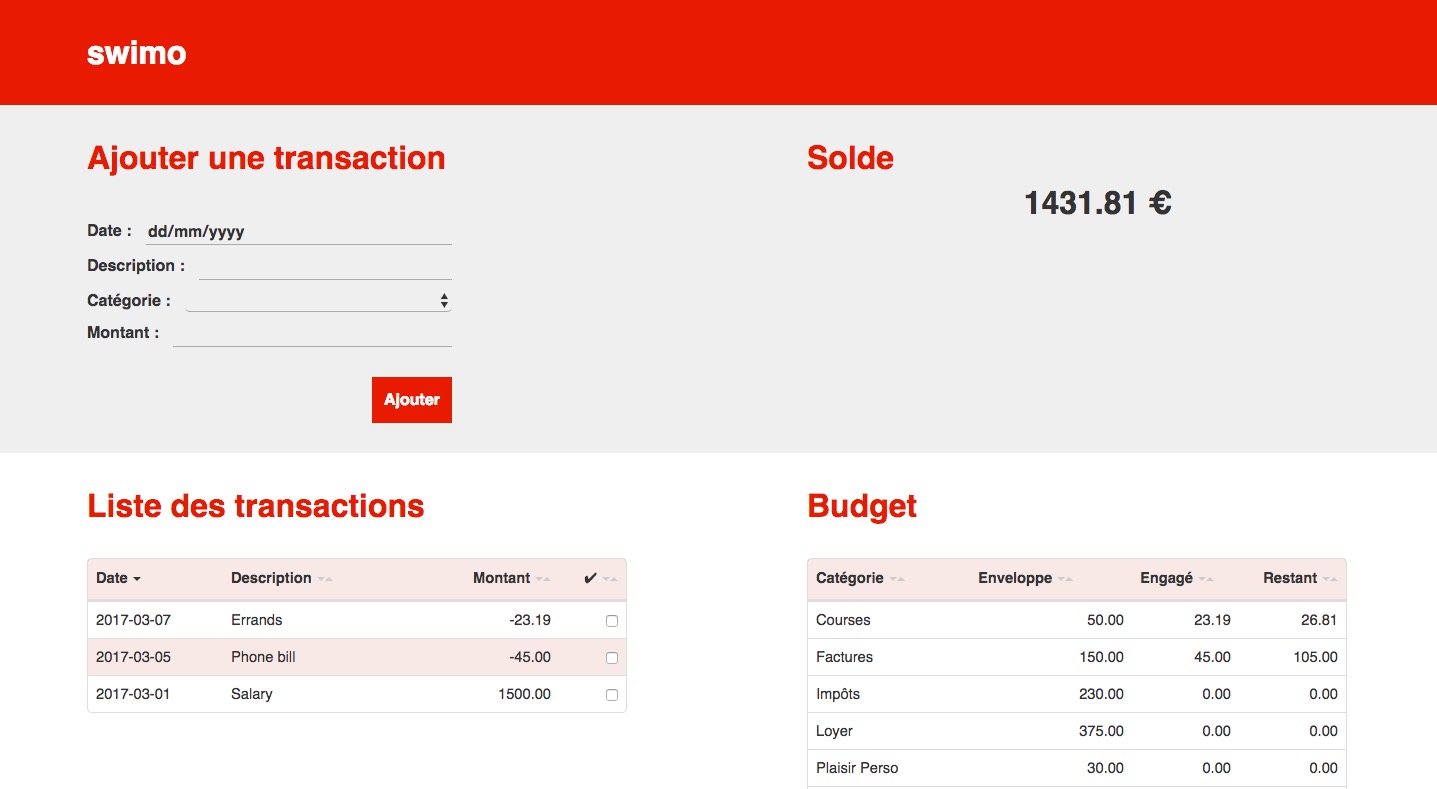 swimo
Ajouter une transaction
Date : dd/mm/yyyy
Description :
Catégorie :
Montant :
Ajouter
Solde
1431.81 €
Liste des transactions
Date Description Montant ✔
2017-03-07 Errands -23.19
2017-03-05 Phone bill -45.00
2017-03-01 Salary 1500.00
Budget
Catégorie Enveloppe Engagé Restant
Courses 50.00 23.19 26.81
Factures 150.00 45.00 105.00
Impôts 230.00 0.00 0.00
Loyer 375.00 0.00 0.00
Plaisir Perso 30.00 0.00 0.00